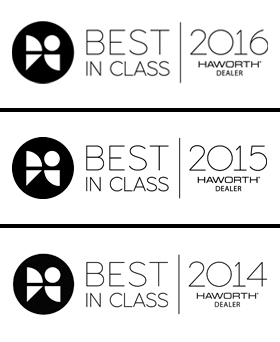 BEST
IN CLASS
2016
HAWORTH®
DEALER
BEST
IN CLASS
2015
HAWORTH®
DEALER
BEST
IN CLASS
2014
HAWORTH®
DEALER